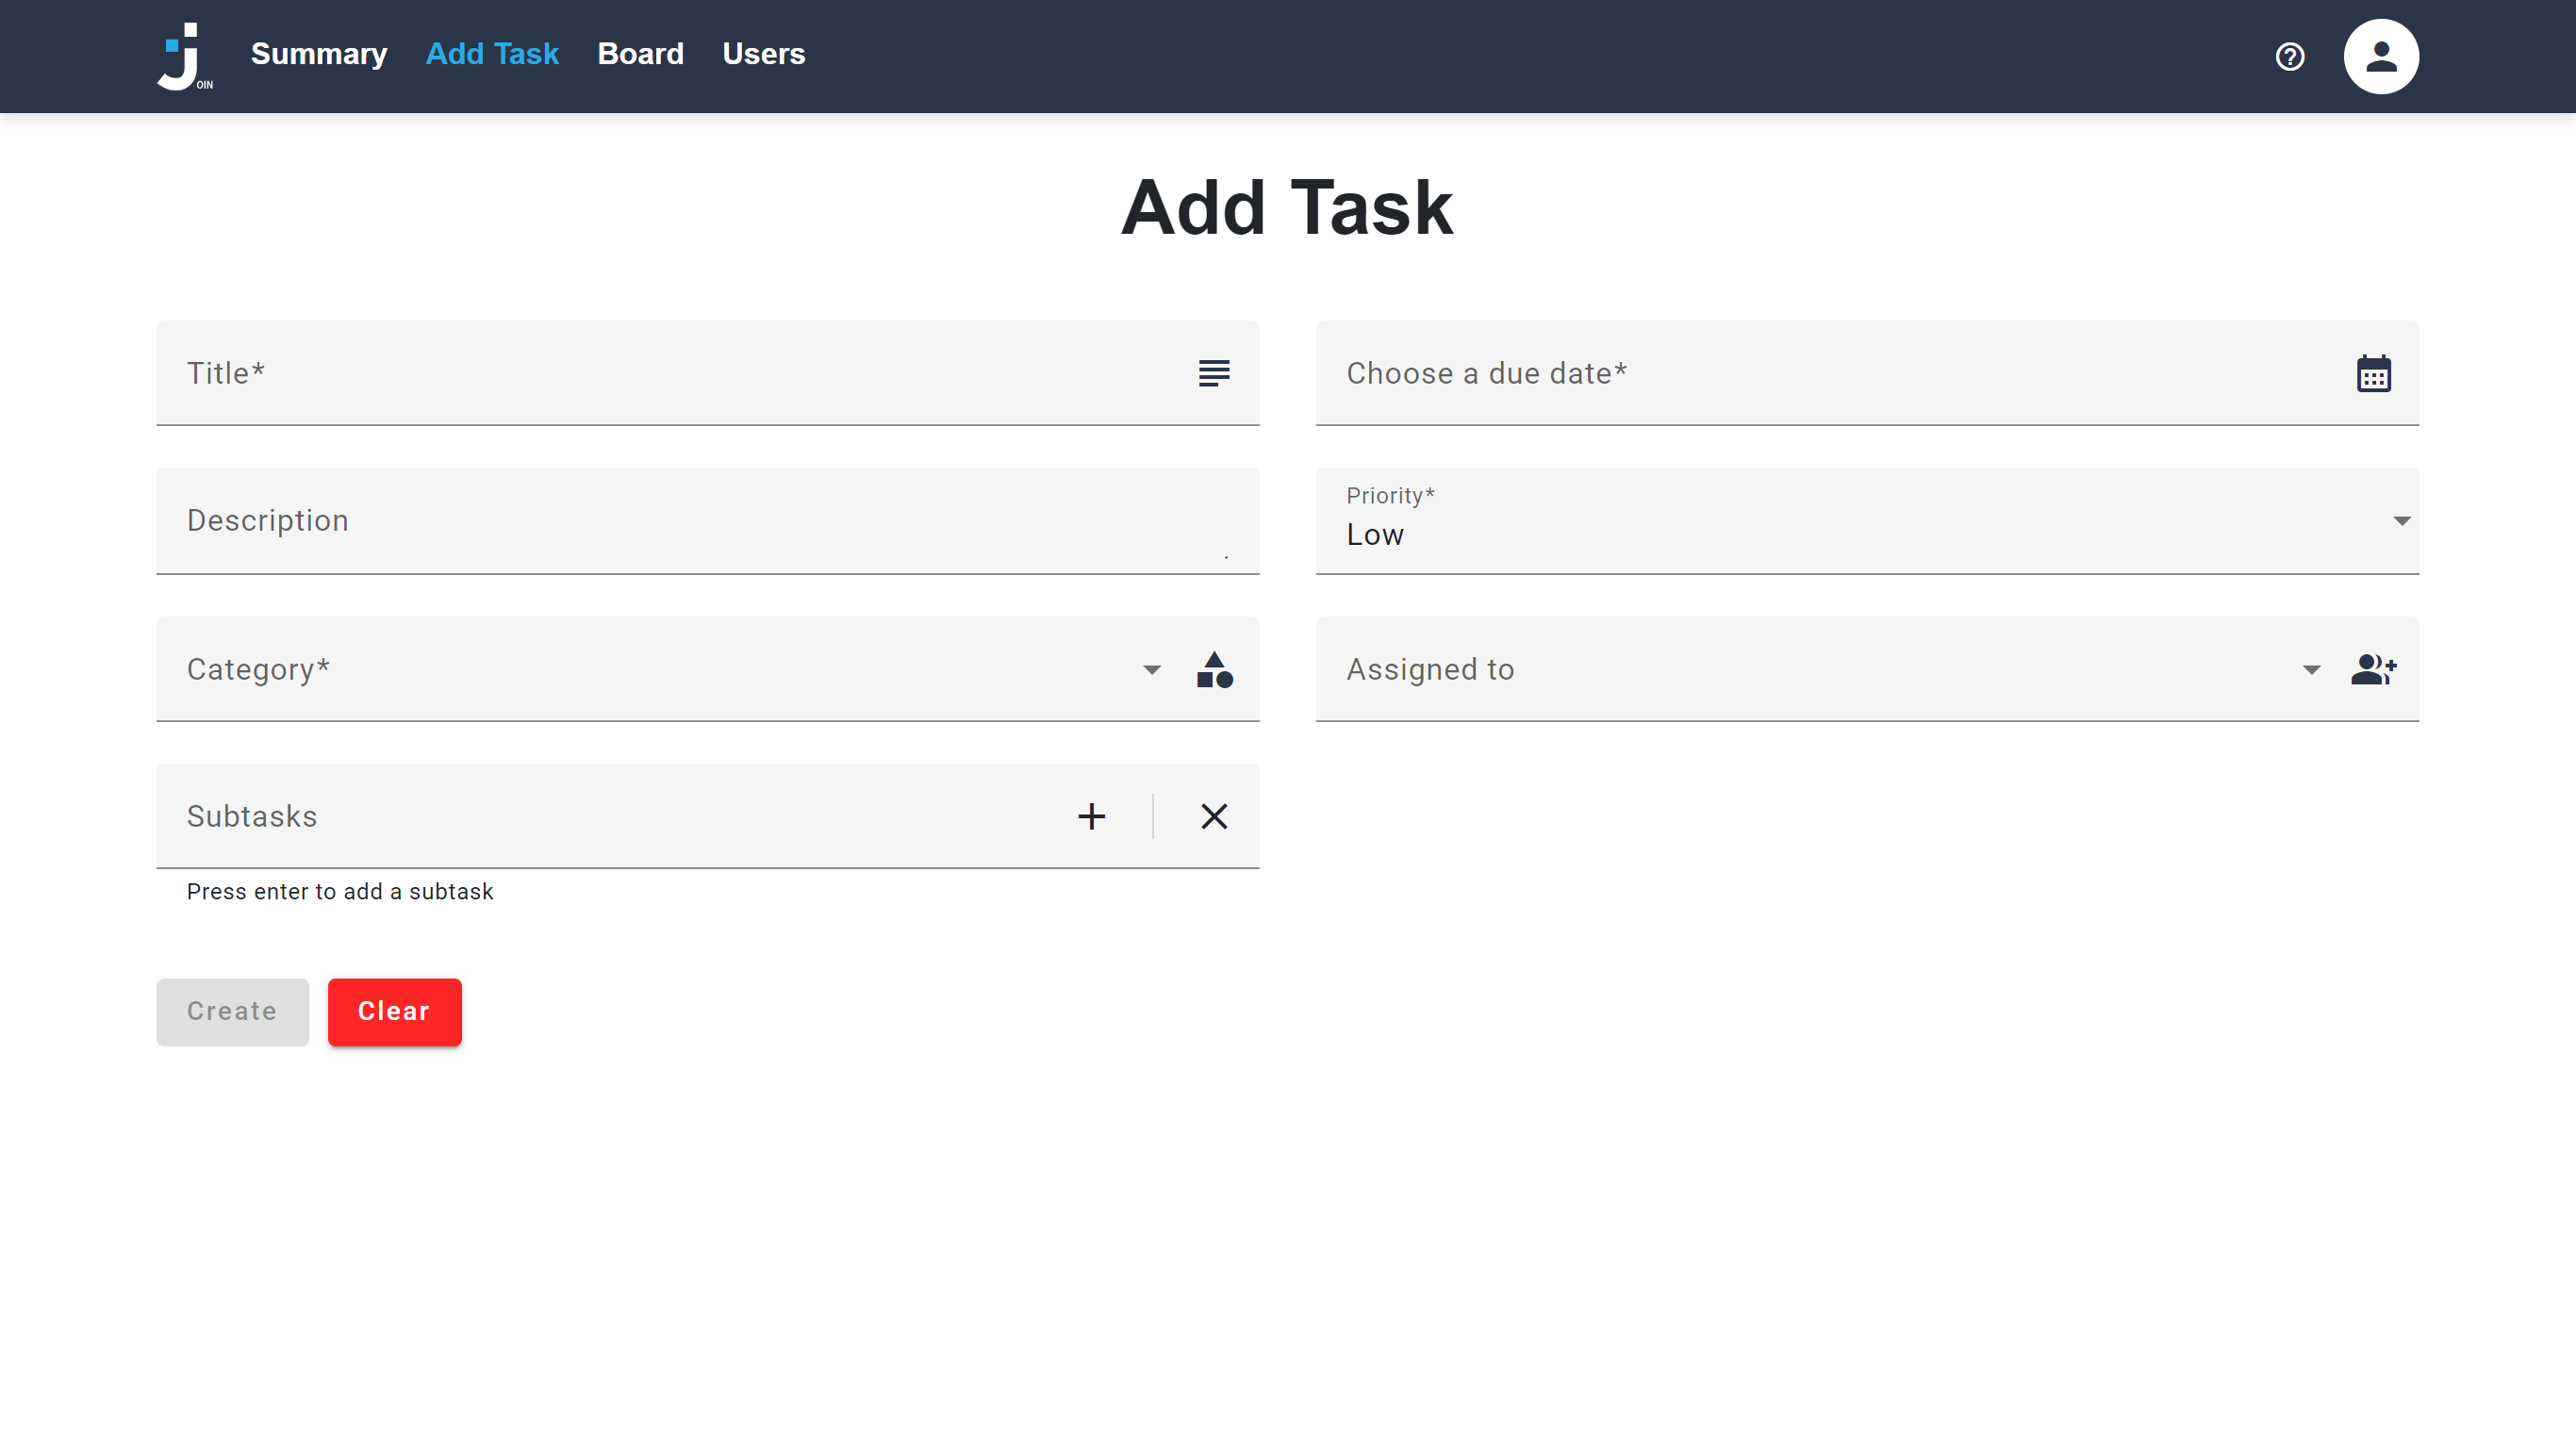 OIN
Summary
Add Task
Board
Users
Add Task
Title*
Choose a due date*
Description
Priority*
Low
Category*
Assigned to
Subtasks
Press enter to add a subtask
Create
Clear